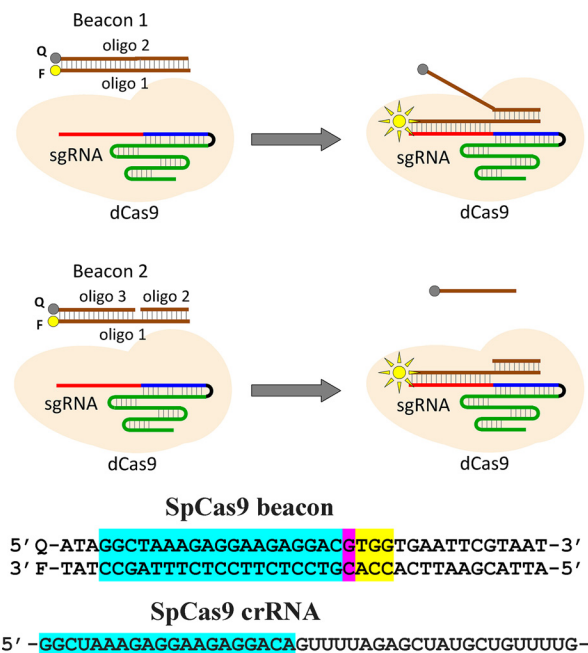 Beacon 1
Q
oligo 2
F
oligo 1
sgRNA
dCas9
sgRNA
dCas9
Beacon 2
Q
oligo 3 oligo 2
F
oligo 1
sgRNA
dCas9
sgRNA
dCas9
SpCas9 beacon
5’Q-ATAGGCTAAAGAGGAAGAGGACGTGGTGAATTCGTAAT-3’
3’F-TATCCGATTTCTCCTTCTCCTGCACCACTTAAGCATTA-5’
SpCas9 crRNA
5’-GGCUAAAGAGGAAGAGGACAGUUUUAGAGCUAUGCUGUUUUG-